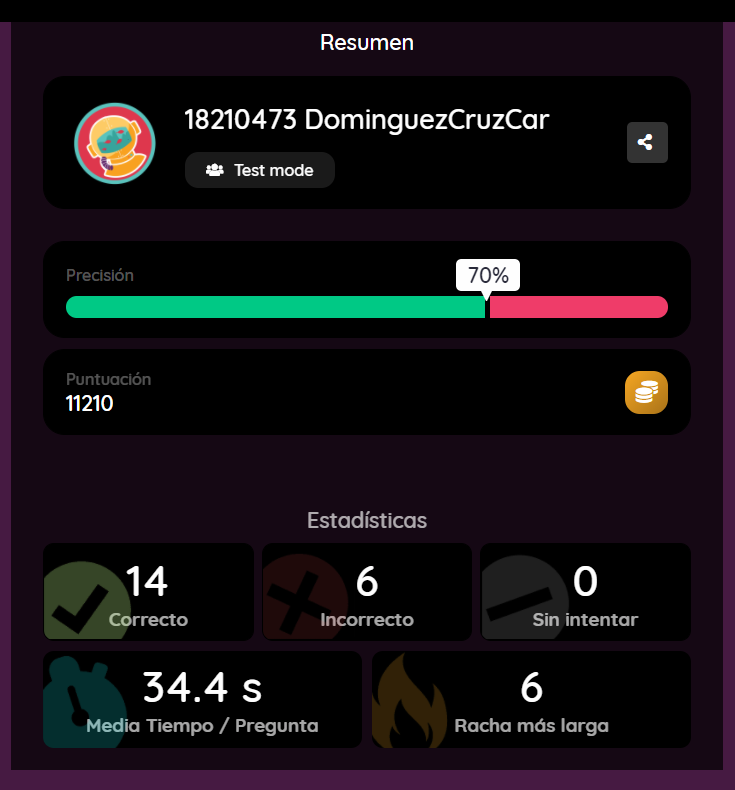 Resumen
18210473 DominguezCruzCar
Test mode
Precisión
70%
Puntuación
11210
Estadísticas
14
Correcto
6
Incorrecto
0
Sin intentar
34.4 s
Media Tiempo / Pregunta
6
Racha más larga